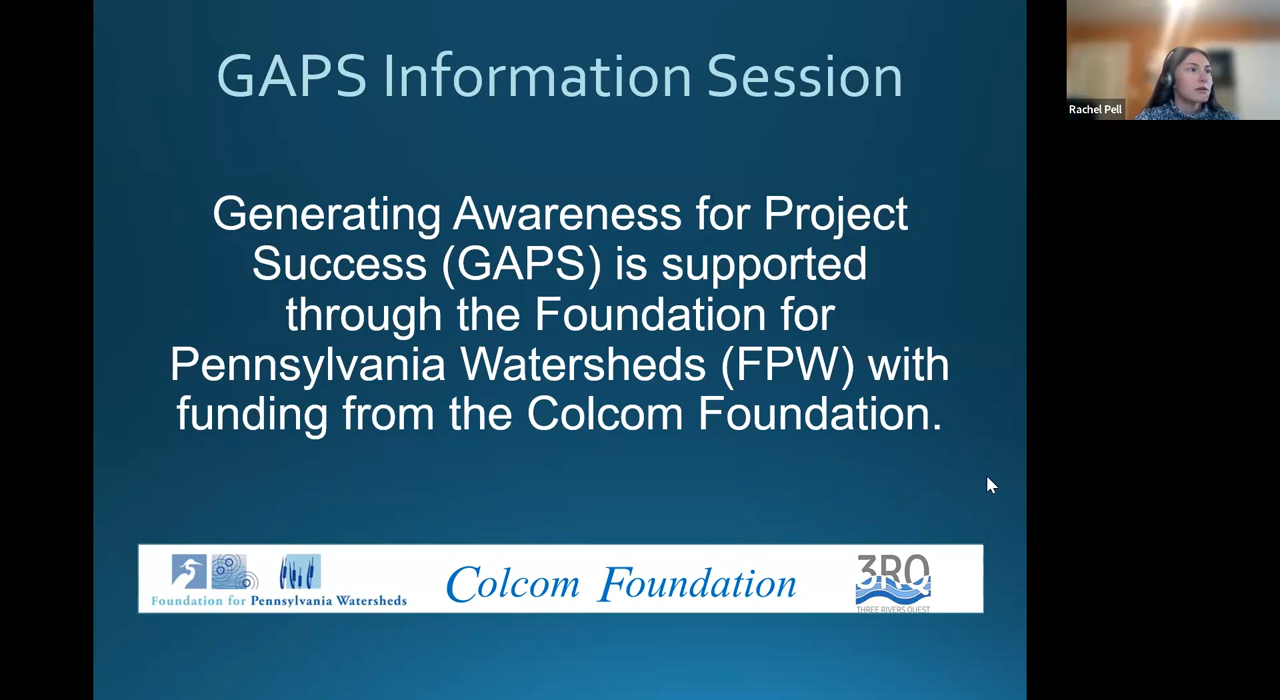 GAPS Information Session
Rachel Pell
Generating Awareness for Project
Success (GAPS) is supported
through the Foundation for
Pennsylvania Watersheds (FPW) with
funding from the Colcom Foundation.
Foundation for Pennsylvania Watersheds
Colcom Foundation
3RQ
THREE RIVERS QUEST